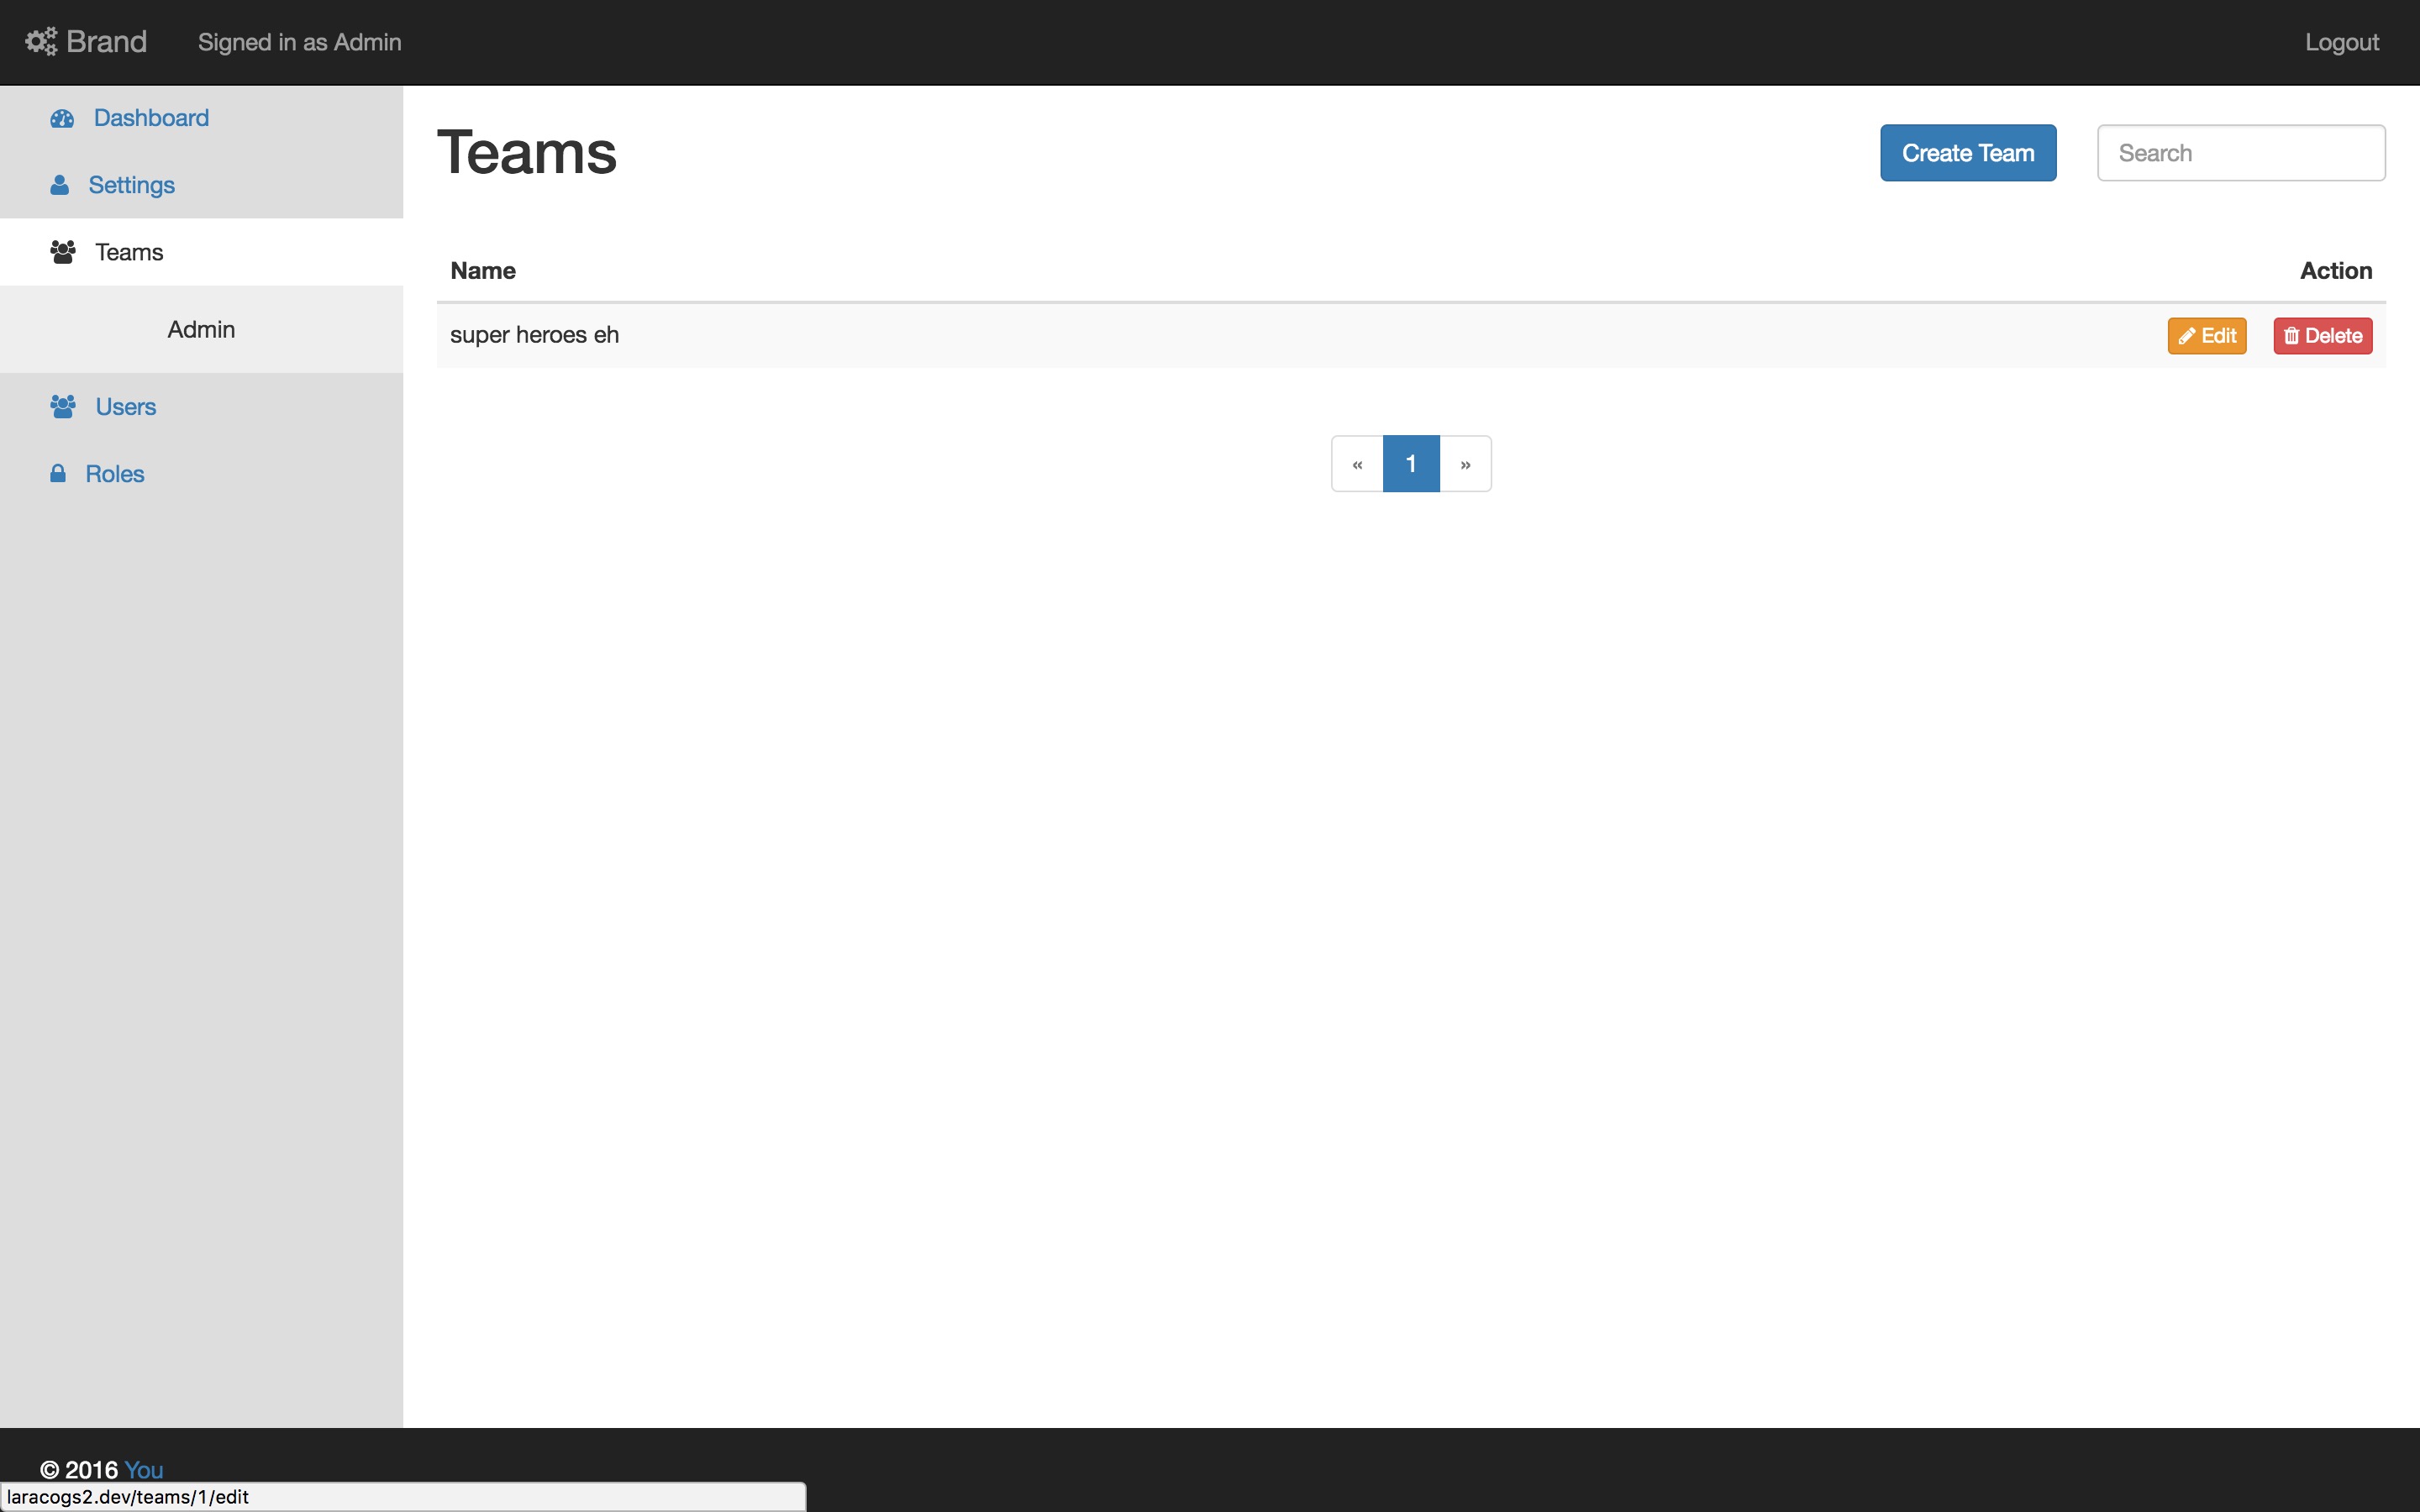 Brand Signed in as Admin Logout
Dashboard
Settings
Teams
Admin
Users
Roles
Teams Create Team Search
Name Action
super heroes eh Edit Delete
« 1 »
© 2016 You
laracogs2.dev/teams/1/edit